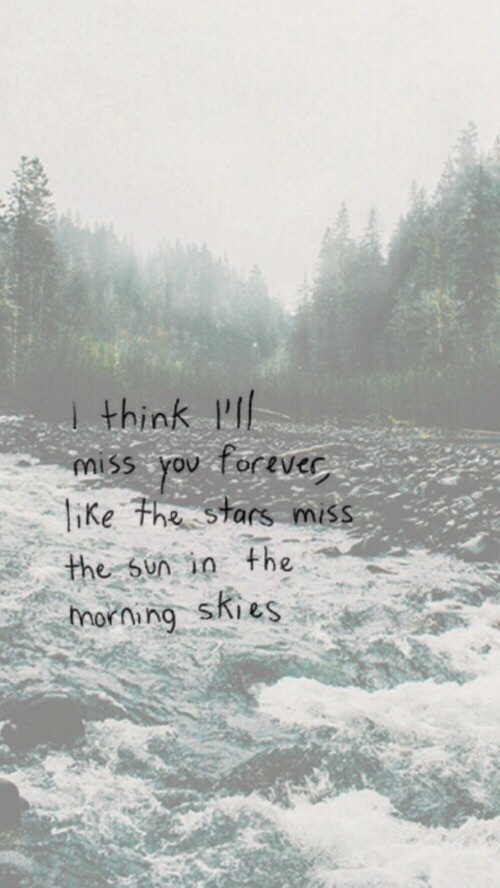 I think I'll
miss you forever,
like the stars miss
the sun in the
morning skies